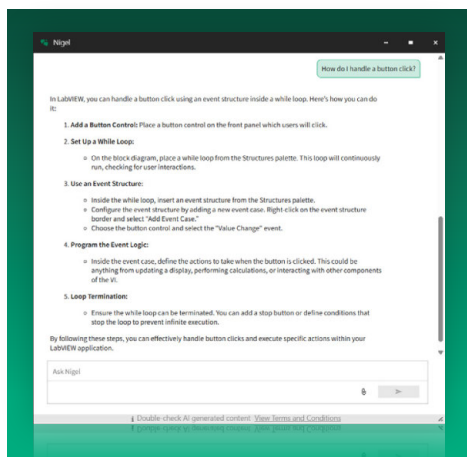 Nigel
How do I handle a button click?
In LabVIEW, you can handle a button click using an event structure inside a while loop. Here's how you can do
it:
1. Add a Button Control: Place a button control on the front panel which users will click.
2. Set Up a While Loop:
On the block diagram, place a while loop from the Structures palette. This loop will continuously
run, checking for user interactions.
3. Use an Event Structure:
Inside the while loop, insert an event structure from the Structures palette.
Configure the event structure by adding a new event case. Right-click on the event structure
border and select "Add Event Case."
Choose the button control and select the "Value Change" event.
4. Program the Event Logic:
Inside the event case, define the actions to take when the button is clicked. This could be
anything from updating a display, performing calculations, or interacting with other components
of the VI.
5. Loop Termination:
Ensure the while loop can be terminated. You can add a stop button or define conditions that
stop the loop to prevent infinite execution.
By following these steps, you can effectively handle button clicks and execute specific actions within your
LabVIEW application.
Ask Nigel
Double-check AI generated content View Terms and Conditions